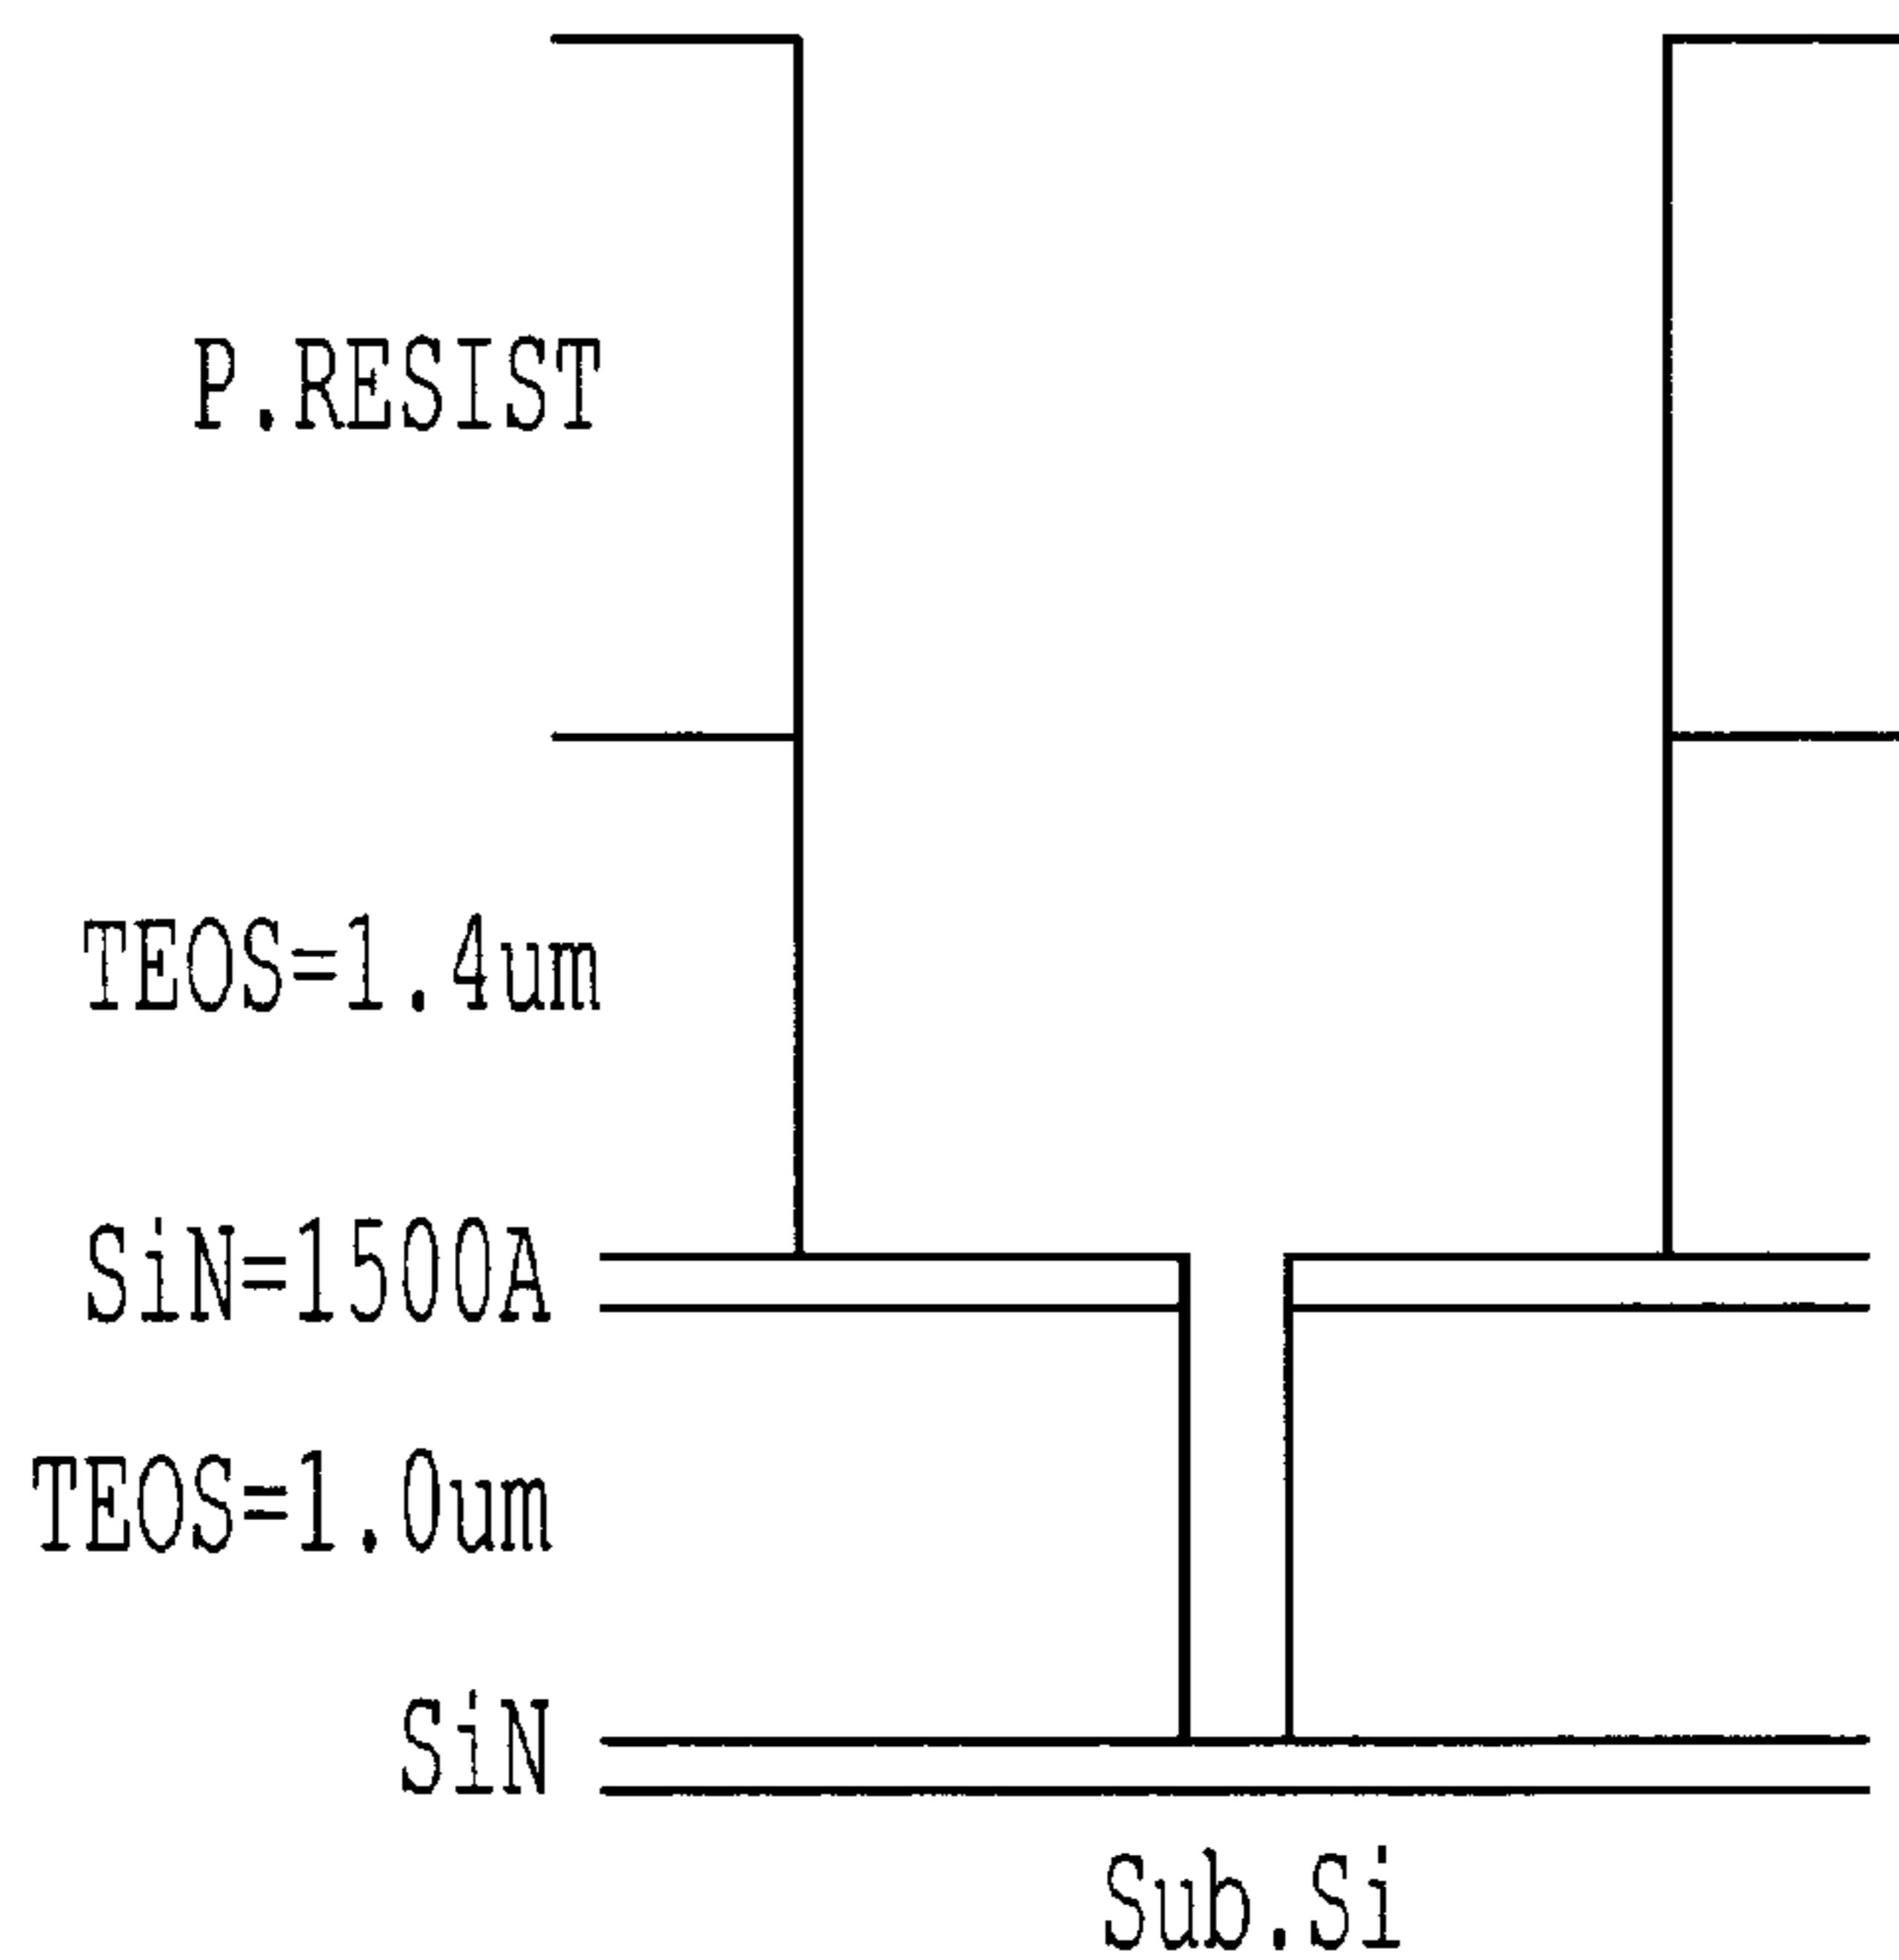 P.RESIST
TEOS=1.4um
SiN=1500A
TEOS=1.0um
SiN
Sub.Si